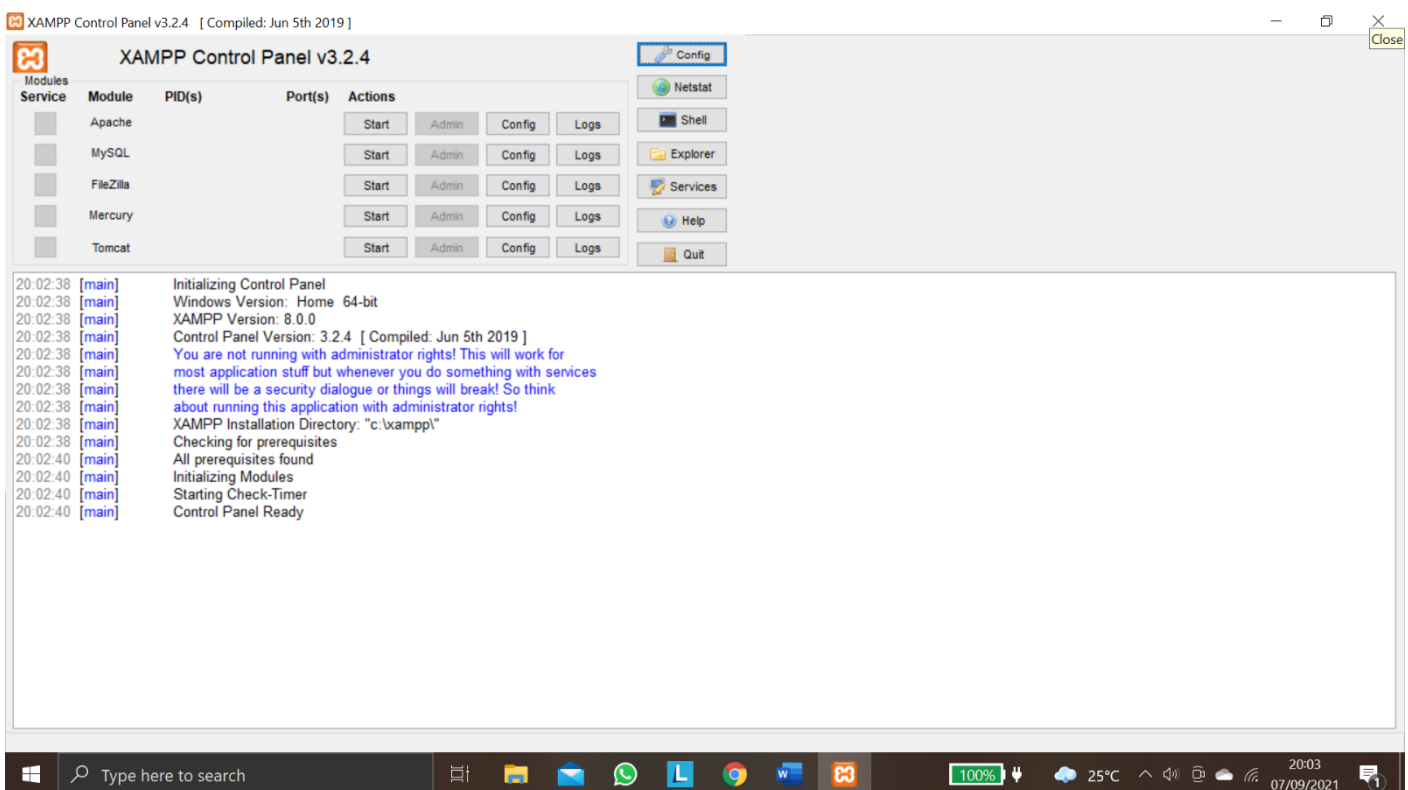 XAMPP Control Panel v3.2.4 [ Compiled: Jun 5th 2019 ]
Close
XAMPP Control Panel v3.2.4
Config
Modules
Netstat
Service Module PID(s) Port(s) Actions
Apache Start Admin Config Logs
Shell
MySQL Start Admin Config Logs
Explorer
FileZilla Start Admin Config Logs
Services
Mercury Start Admin Config Logs
Help
Tomcat Start Admin Config Logs
Quit
20:02:38 [main] Initializing Control Panel
20:02:38 [main] Windows Version: Home 64-bit
20:02:38 [main] XAMPP Version: 8.0.0
20:02:38 [main] Control Panel Version: 3.2.4 [ Compiled: Jun 5th 2019 ]
20:02:38 [main] You are not running with administrator rights! This will work for
20:02:38 [main] most application stuff but whenever you do something with services
20:02:38 [main] there will be a security dialogue or things will break! So think
20:02:38 [main] about running this application with administrator rights!
20:02:38 [main] XAMPP Installation Directory: "c:\xampp\"
20:02:38 [main] Checking for prerequisites
20:02:40 [main] All prerequisites found
20:02:40 [main] Initializing Modules
20:02:40 [main] Starting Check-Timer
20:02:40 [main] Control Panel Ready
Type here to search
L
W
100%
25°C
20:03
07/09/2021
1